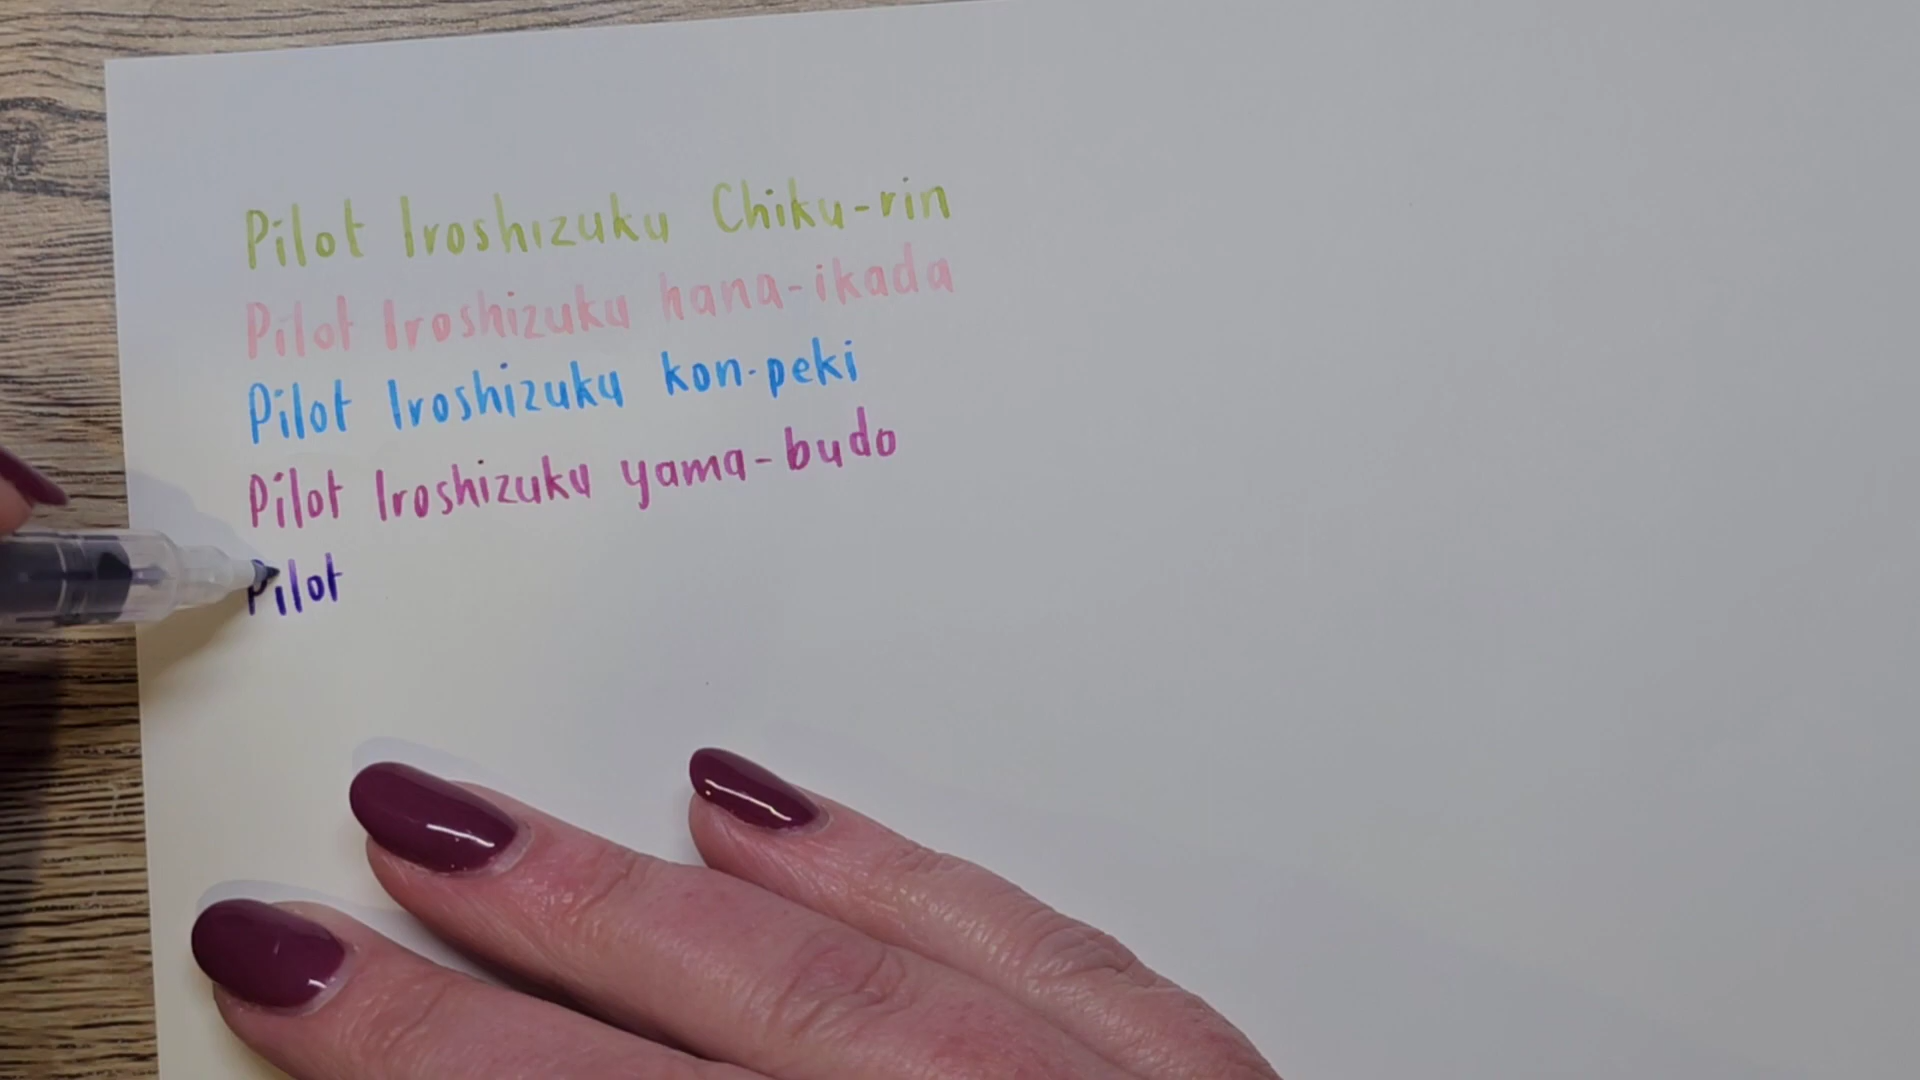 Pilot Iroshizuku Chiku-rin
Pilot Iroshizuku hana-ikada
Pilot Iroshizuku kon-peki
Pilot Iroshizuku yama-budo
Pilot